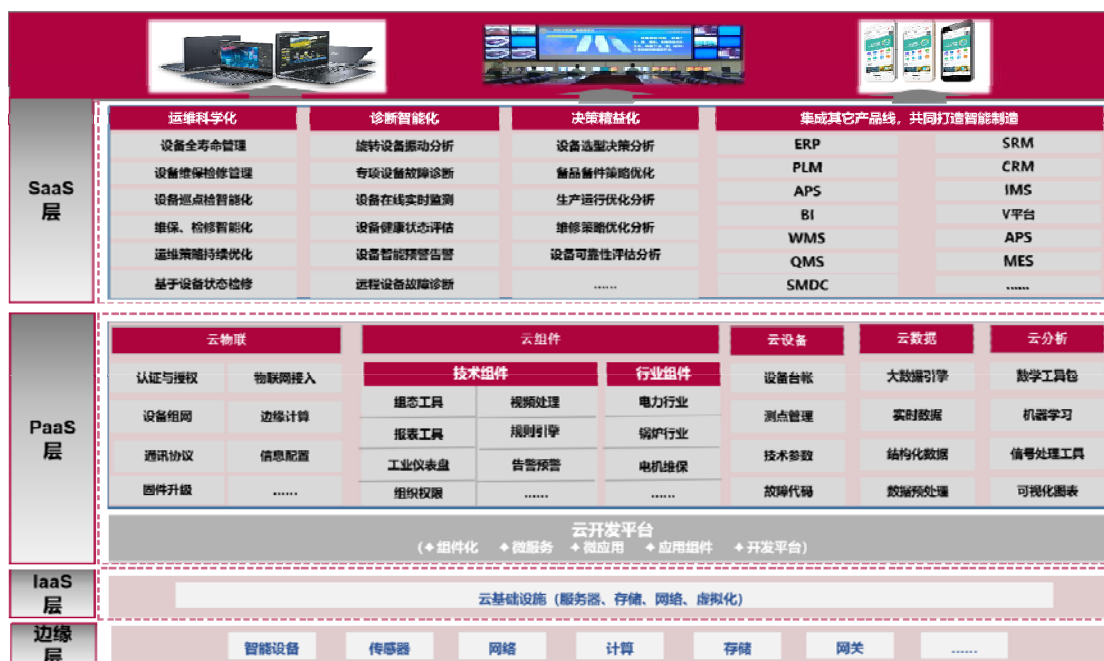 SaaS
层
运维科学化
设备全寿命管理
设备维保检修管理
设备巡点检智能化
维保、检修智能化
运维策略持续优化
基于设备状态检修
诊断智能化
旋转设备振动分析
专项设备故障诊断
设备在线实时监测
设备健康状态评估
设备智能预警告警
远程设备故障诊断
决策精益化
设备选型决策分析
备品备件策略优化
生产运行优化分析
维修策略优化分析
设备可靠性评估分析
......
集成其它产品线，共同打造智能制造
ERP
PLM
APS
BI
WMS
QMS
SMDC
SRM
CRM
IMS
V平台
APS
MES
......
PaaS
层
云物联
认证与授权
设备组网
通讯协议
固件升级
物联网接入
边缘计算
信息配置
......
云组件
技术组件
组态工具
报表工具
工业仪表盘
组织权限
视频处理
规则引擎
告警预警
......
行业组件
电力行业
锅炉行业
电机维保
......
云设备
设备台帐
测点管理
技术参数
故障代码
云数据
大数据引擎
实时数据
结构化数据
数据预处理
云分析
数学工具包
机器学习
信号处理工具
可视化图表
云开发平台
(✦组件化 ✦微服务 ✦微应用 ✦应用组件 ✦开发平台)
IaaS
层
云基础设施（服务器、存储、网络、虚拟化）
边缘
层
智能设备
传感器
网络
计算
存储
网关
......